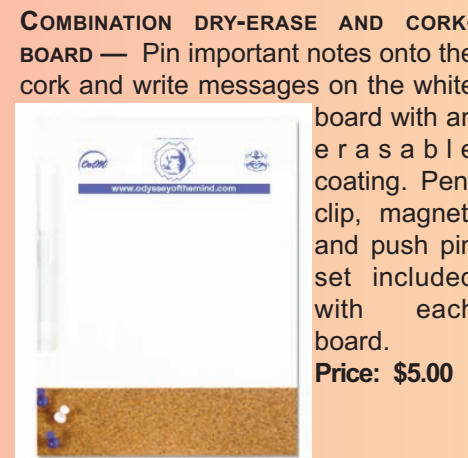 COMBINATION DRY-ERASE AND CORK-
BOARD — Pin important notes onto the
cork and write messages on the white
board with an
erasable
coating. Pen,
clip, magnet,
and push pin
set included
with each
board.
Price: $5.00
OotM
www.odysseyofthemind.com